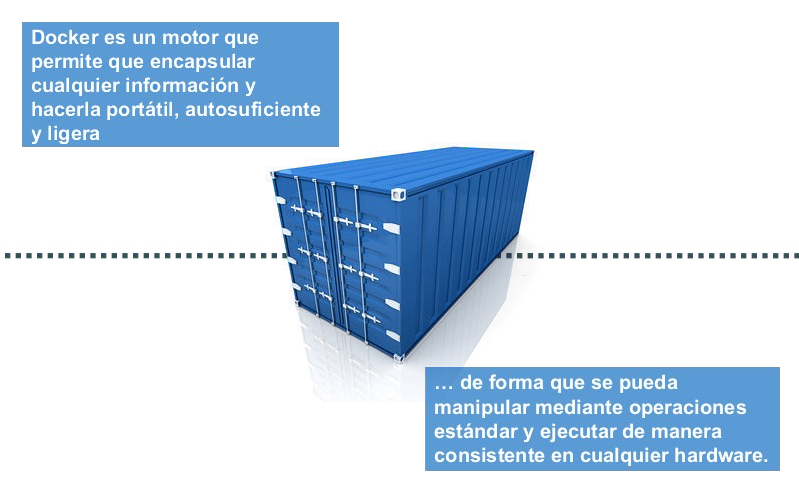 Docker es un motor que
permite que encapsular
cualquier información y
hacerla portátil, autosuficiente
y ligera
… de forma que se pueda
manipular mediante operaciones
estándar y ejecutar de manera
consistente en cualquier hardware.